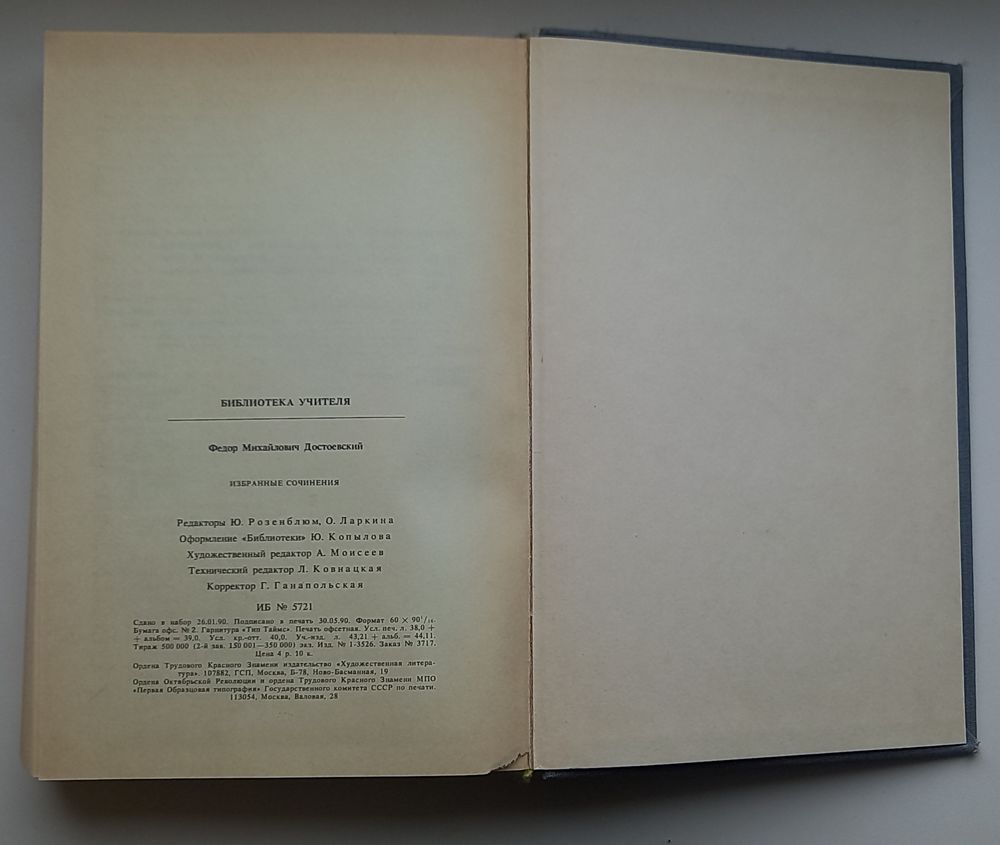 БИБЛИОТЕКА УЧИТЕЛЯ
Федор Михайлович Достоевский
ИЗБРАННЫЕ СОЧИНЕНИЯ
Редакторы Ю. Розенблюм, О. Ларкина
Оформление «Библиотеки» Ю. Копылова
Художественный редактор А. Моисеев
Технический редактор Л. Ковнацкая
Корректор Г. Ганапольская
ИБ № 5721
Сдано в набор 26.01.90. Подписано в печать 30.05.90. Формат 60 × 90¹/₁₆.
Бумага офс. № 2. Гарнитура «Тип Таймс». Печать офсетная. Усл. печ. л. 38,0 +
+ альбом = 39,0. Усл. кр.-отт. 40,0. Уч.-изд. л. 43,21 + альб. = 44,11.
Тираж 500 000 (2-й зав. 150 001—350 000) экз. Изд. № 1-3526. Заказ № 3717.
Цена 4 р. 10 к.
Ордена Трудового Красного Знамени издательство «Художественная литера-
тура». 107882, ГСП, Москва, Б-78, Ново-Басманная, 19
Ордена Октябрьской Революции и ордена Трудового Красного Знамени МПО
«Первая Образцовая типография» Государственного комитета СССР по печати.
113054, Москва, Валовая, 28